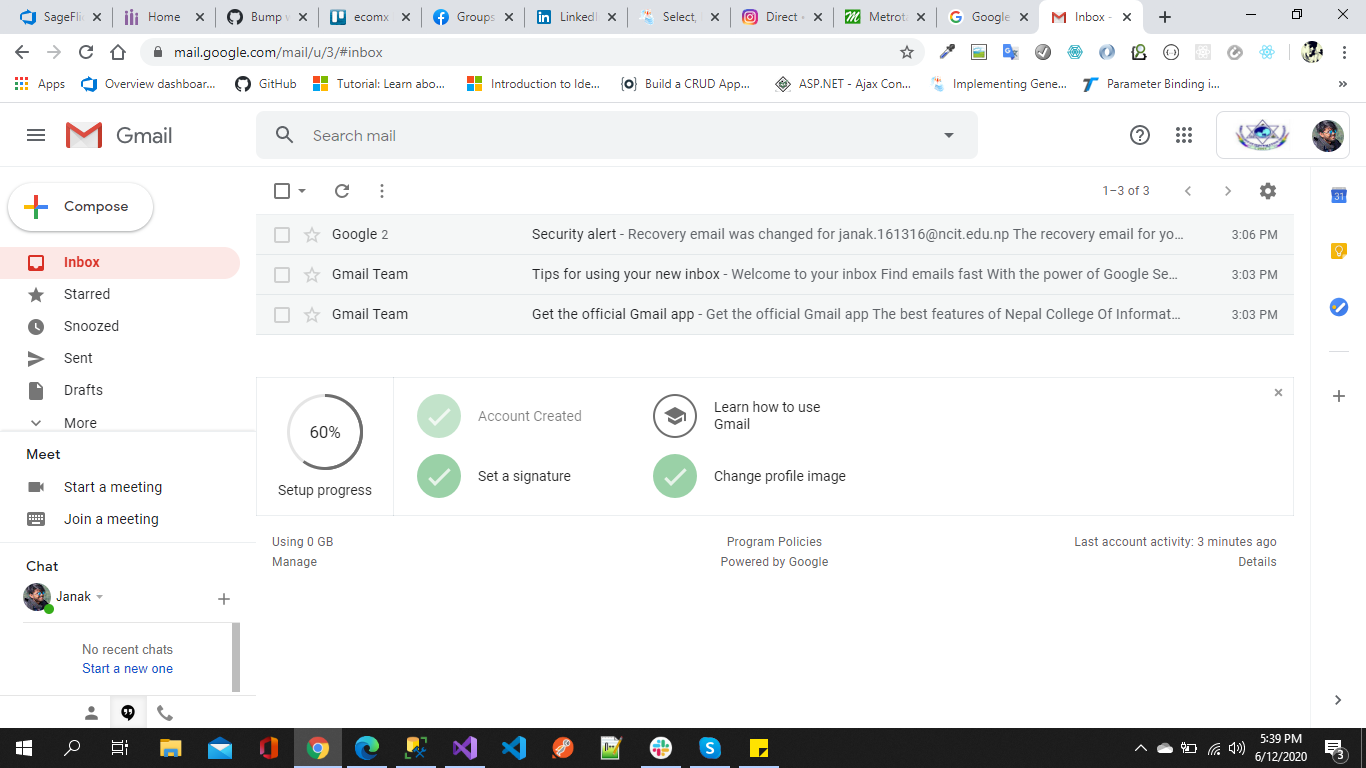 SageFli
Home
Bump v
ecomx
Groups
LinkedI
Select,
Direct
Metrot
Google
Inbox -
mail.google.com/mail/u/3/#inbox
Apps
Overview dashboar...
GitHub
Tutorial: Learn abo...
Introduction to Ide...
Build a CRUD App...
ASP.NET - Ajax Con...
Implementing Gene...
Parameter Binding i...
Gmail
Search mail
Compose
1–3 of 3
31
Google 2 Security alert - Recovery email was changed for janak.161316@ncit.edu.np The recovery email for yo... 3:06 PM
Gmail Team Tips for using your new inbox - Welcome to your inbox Find emails fast With the power of Google Se... 3:03 PM
Gmail Team Get the official Gmail app - Get the official Gmail app The best features of Nepal College Of Informat... 3:03 PM
Inbox
Starred
Snoozed
Sent
Drafts
More
Meet
Start a meeting
Join a meeting
Chat
Janak
No recent chats
Start a new one
60%
Setup progress
Account Created
Learn how to use
Gmail
Set a signature
Change profile image
Using 0 GB
Manage
Program Policies
Powered by Google
Last account activity: 3 minutes ago
Details
5:39 PM
6/12/2020
3